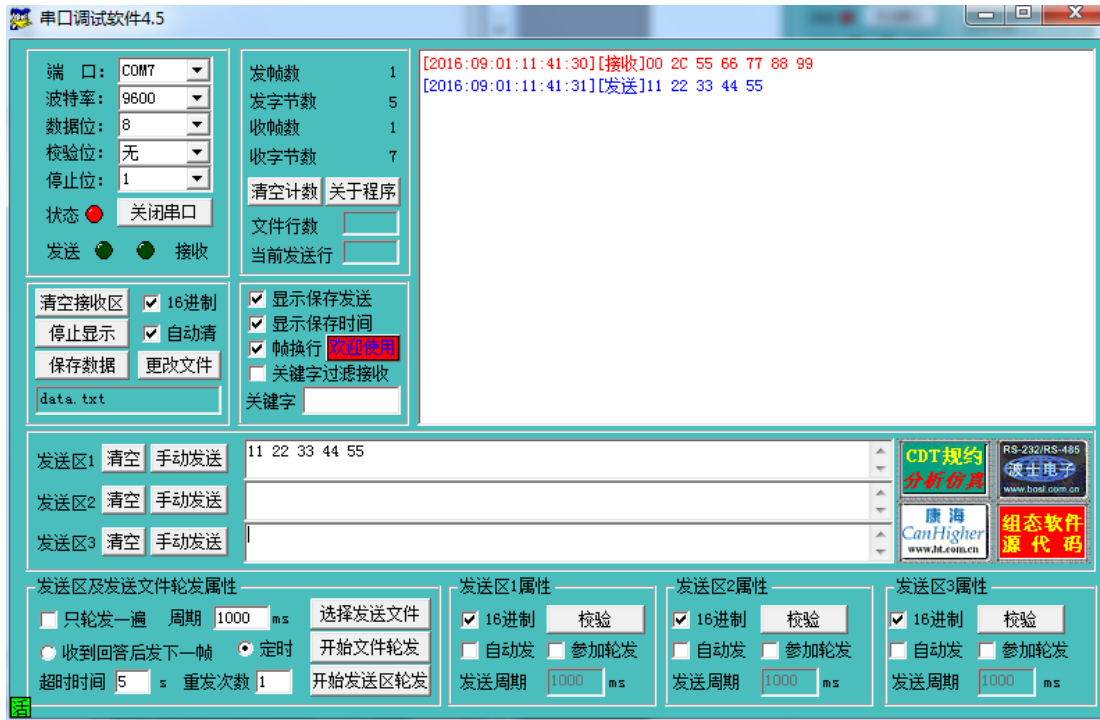 串口调试软件4.5
端 口： COM7
波特率： 9600
数据位： 8
校验位： 无
停止位： 1
状态 关闭串口
发送 接收
发帧数 1
发字节数 5
收帧数 1
收字节数 7
清空计数 关于程序
文件行数
当前发送行
[2016:09:01:11:41:30][接收]00 2C 55 66 77 88 99
[2016:09:01:11:41:31][发送]11 22 33 44 55
清空接收区 16进制
停止显示 自动清
保存数据 更改文件
data.txt
显示保存发送
显示保存时间
帧换行 欢迎使用
关键字过滤接收
关键字
发送区1 清空 手动发送 11 22 33 44 55
发送区2 清空 手动发送
发送区3 清空 手动发送
CDT规约
分析仿真
RS-232/RS-485
波士电子
www.bosi.com.cn
康海
CanHigher
www.ht.com.cn
组态软件
源代码
发送区及发送文件轮发属性
只轮发一遍 周期 1000 ms 选择发送文件
收到回答后发下一帧 定时 开始文件轮发
超时时间 5 s 重发次数 1 开始发送区轮发
发送区1属性
16进制 校验
自动发 参加轮发
发送周期 1000 ms
发送区2属性
16进制 校验
自动发 参加轮发
发送周期 1000 ms
发送区3属性
16进制 校验
自动发 参加轮发
发送周期 1000 ms
活